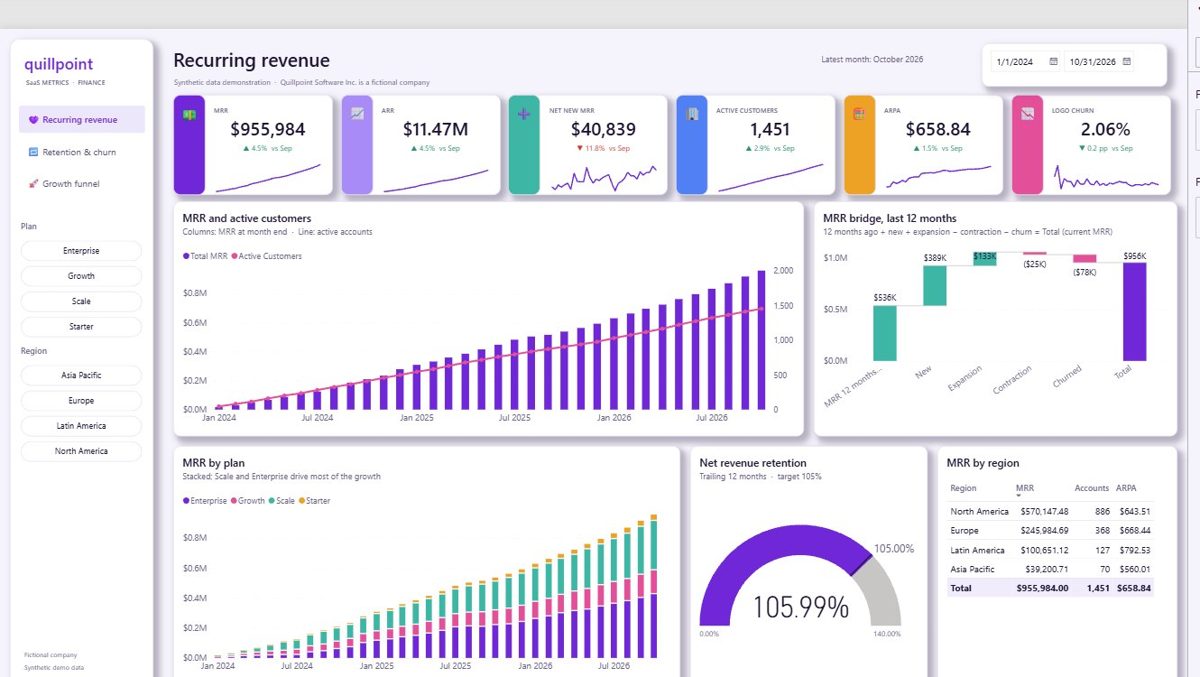 quillpoint
SaaS METRICS · FINANCE
Recurring revenue
Retention & churn
Growth funnel
Plan
Enterprise
Growth
Scale
Starter
Region
Asia Pacific
Europe
Latin America
North America
Fictional company
Synthetic demo data
Recurring revenue
Synthetic data demonstration · Quillpoint Software Inc. is a fictional company
Latest month: October 2026
1/1/2024 10/31/2026
MRR
$955,984
▲ 4.5% vs Sep
ARR
$11.47M
▲ 4.5% vs Sep
NET NEW MRR
$40,839
▼ 11.8% vs Sep
ACTIVE CUSTOMERS
1,451
▲ 2.9% vs Sep
ARPA
$658.84
▲ 1.5% vs Sep
LOGO CHURN
2.06%
▼ 0.2 pp vs Sep
MRR and active customers
Columns: MRR at month end · Line: active accounts
Total MRR Active Customers
$0.8M
$0.6M
$0.4M
$0.2M
$0.0M
2,000
1,500
1,000
500
0
Jan 2024 Jul 2024 Jan 2025 Jul 2025 Jan 2026 Jul 2026
MRR bridge, last 12 months
12 months ago + new + expansion − contraction − churn = Total (current MRR)
$1.0M
$0.5M
$0.0M
$536K
$389K
$133K
($25K)
($78K)
$956K
MRR 12 months...
New
Expansion
Contraction
Churned
Total
MRR by plan
Stacked: Scale and Enterprise drive most of the growth
Enterprise Growth Scale Starter
$0.8M
$0.6M
$0.4M
$0.2M
$0.0M
Jan 2024 Jul 2024 Jan 2025 Jul 2025 Jan 2026 Jul 2026
Net revenue retention
Trailing 12 months · target 105%
105.00%
105.99%
0.00% 140.00%
MRR by region
Region MRR Accounts ARPA
North America $570,147.48 886 $643.51
Europe $245,984.69 368 $668.44
Latin America $100,651.12 127 $792.53
Asia Pacific $39,200.71 70 $560.01
Total $955,984.00 1,451 $658.84